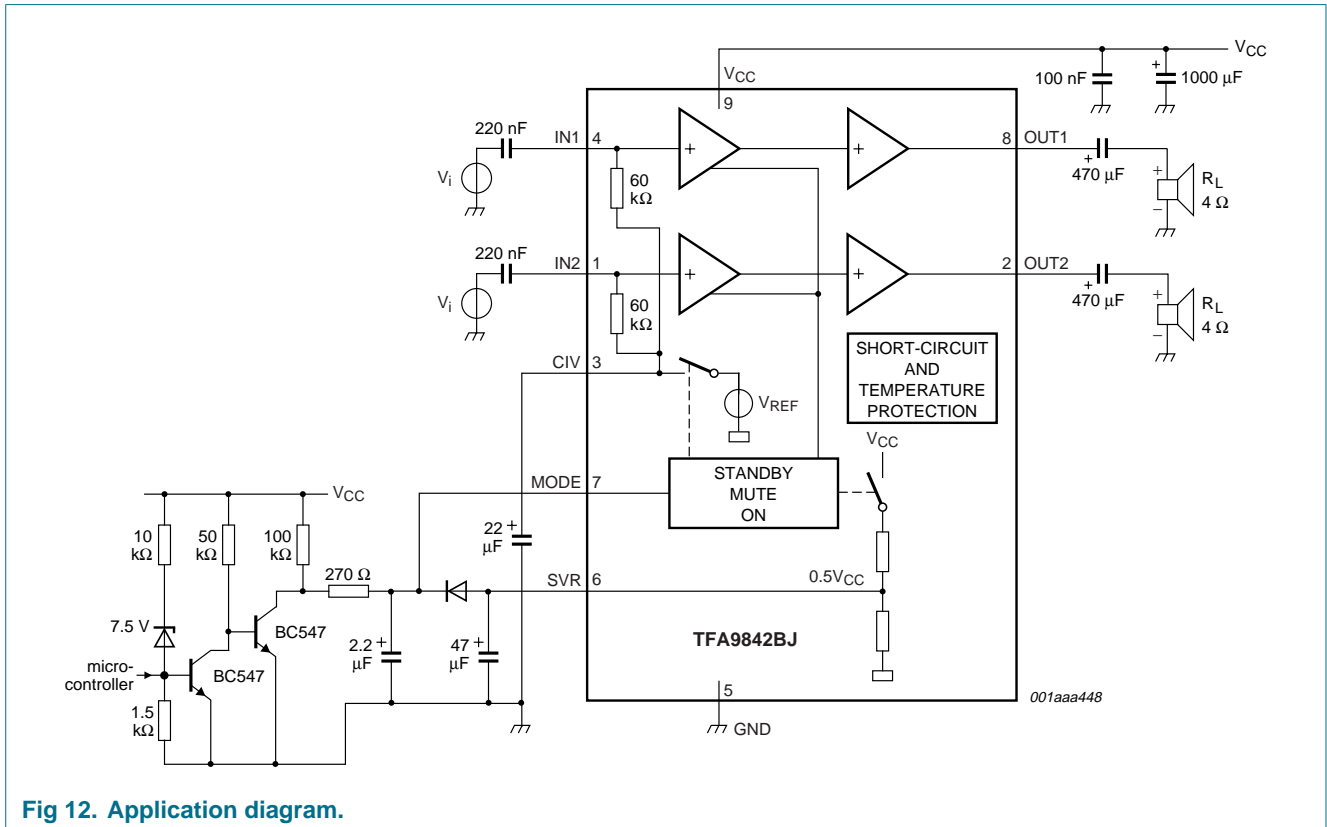 VCC
VCC
100 nF
1000 μF
9
220 nF
IN1
4
8
OUT1
+
+
+
470 μF
Vi
60
kΩ
+
−
RL
4 Ω
220 nF
IN2
1
2
OUT2
+
+
+
470 μF
Vi
60
kΩ
+
−
RL
4 Ω
SHORT-CIRCUIT
AND
TEMPERATURE
PROTECTION
CIV
3
VREF
VCC
STANDBY
MUTE
ON
MODE
7
VCC
10
kΩ
50
kΩ
100
kΩ
22
μF
+
270 Ω
SVR
6
0.5VCC
7.5 V
BC547
BC547
2.2
μF
+
47
μF
+
TFA9842BJ
micro-
controller
1.5
kΩ
5
GND
001aaa448
Fig 12. Application diagram.